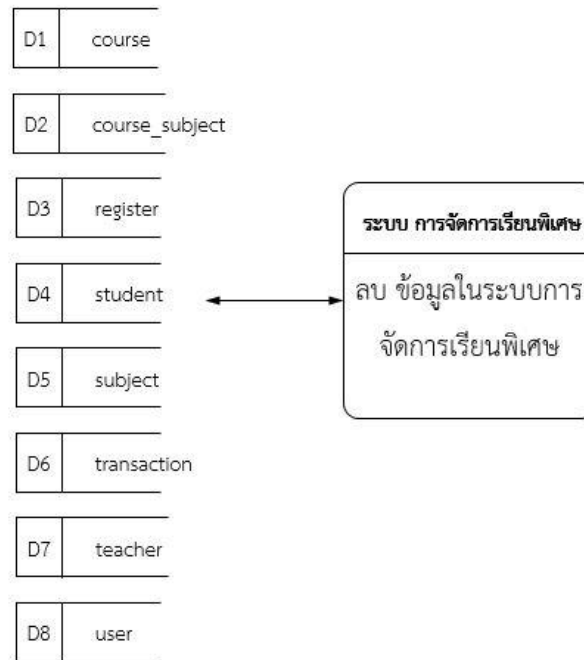 D1 course
D2 course_subject
D3 register
D4 student
D5 subject
D6 transaction
D7 teacher
D8 user
ระบบ การจัดการเรียนพิเศษ
ลบ ข้อมูลในระบบการ
จัดการเรียนพิเศษ